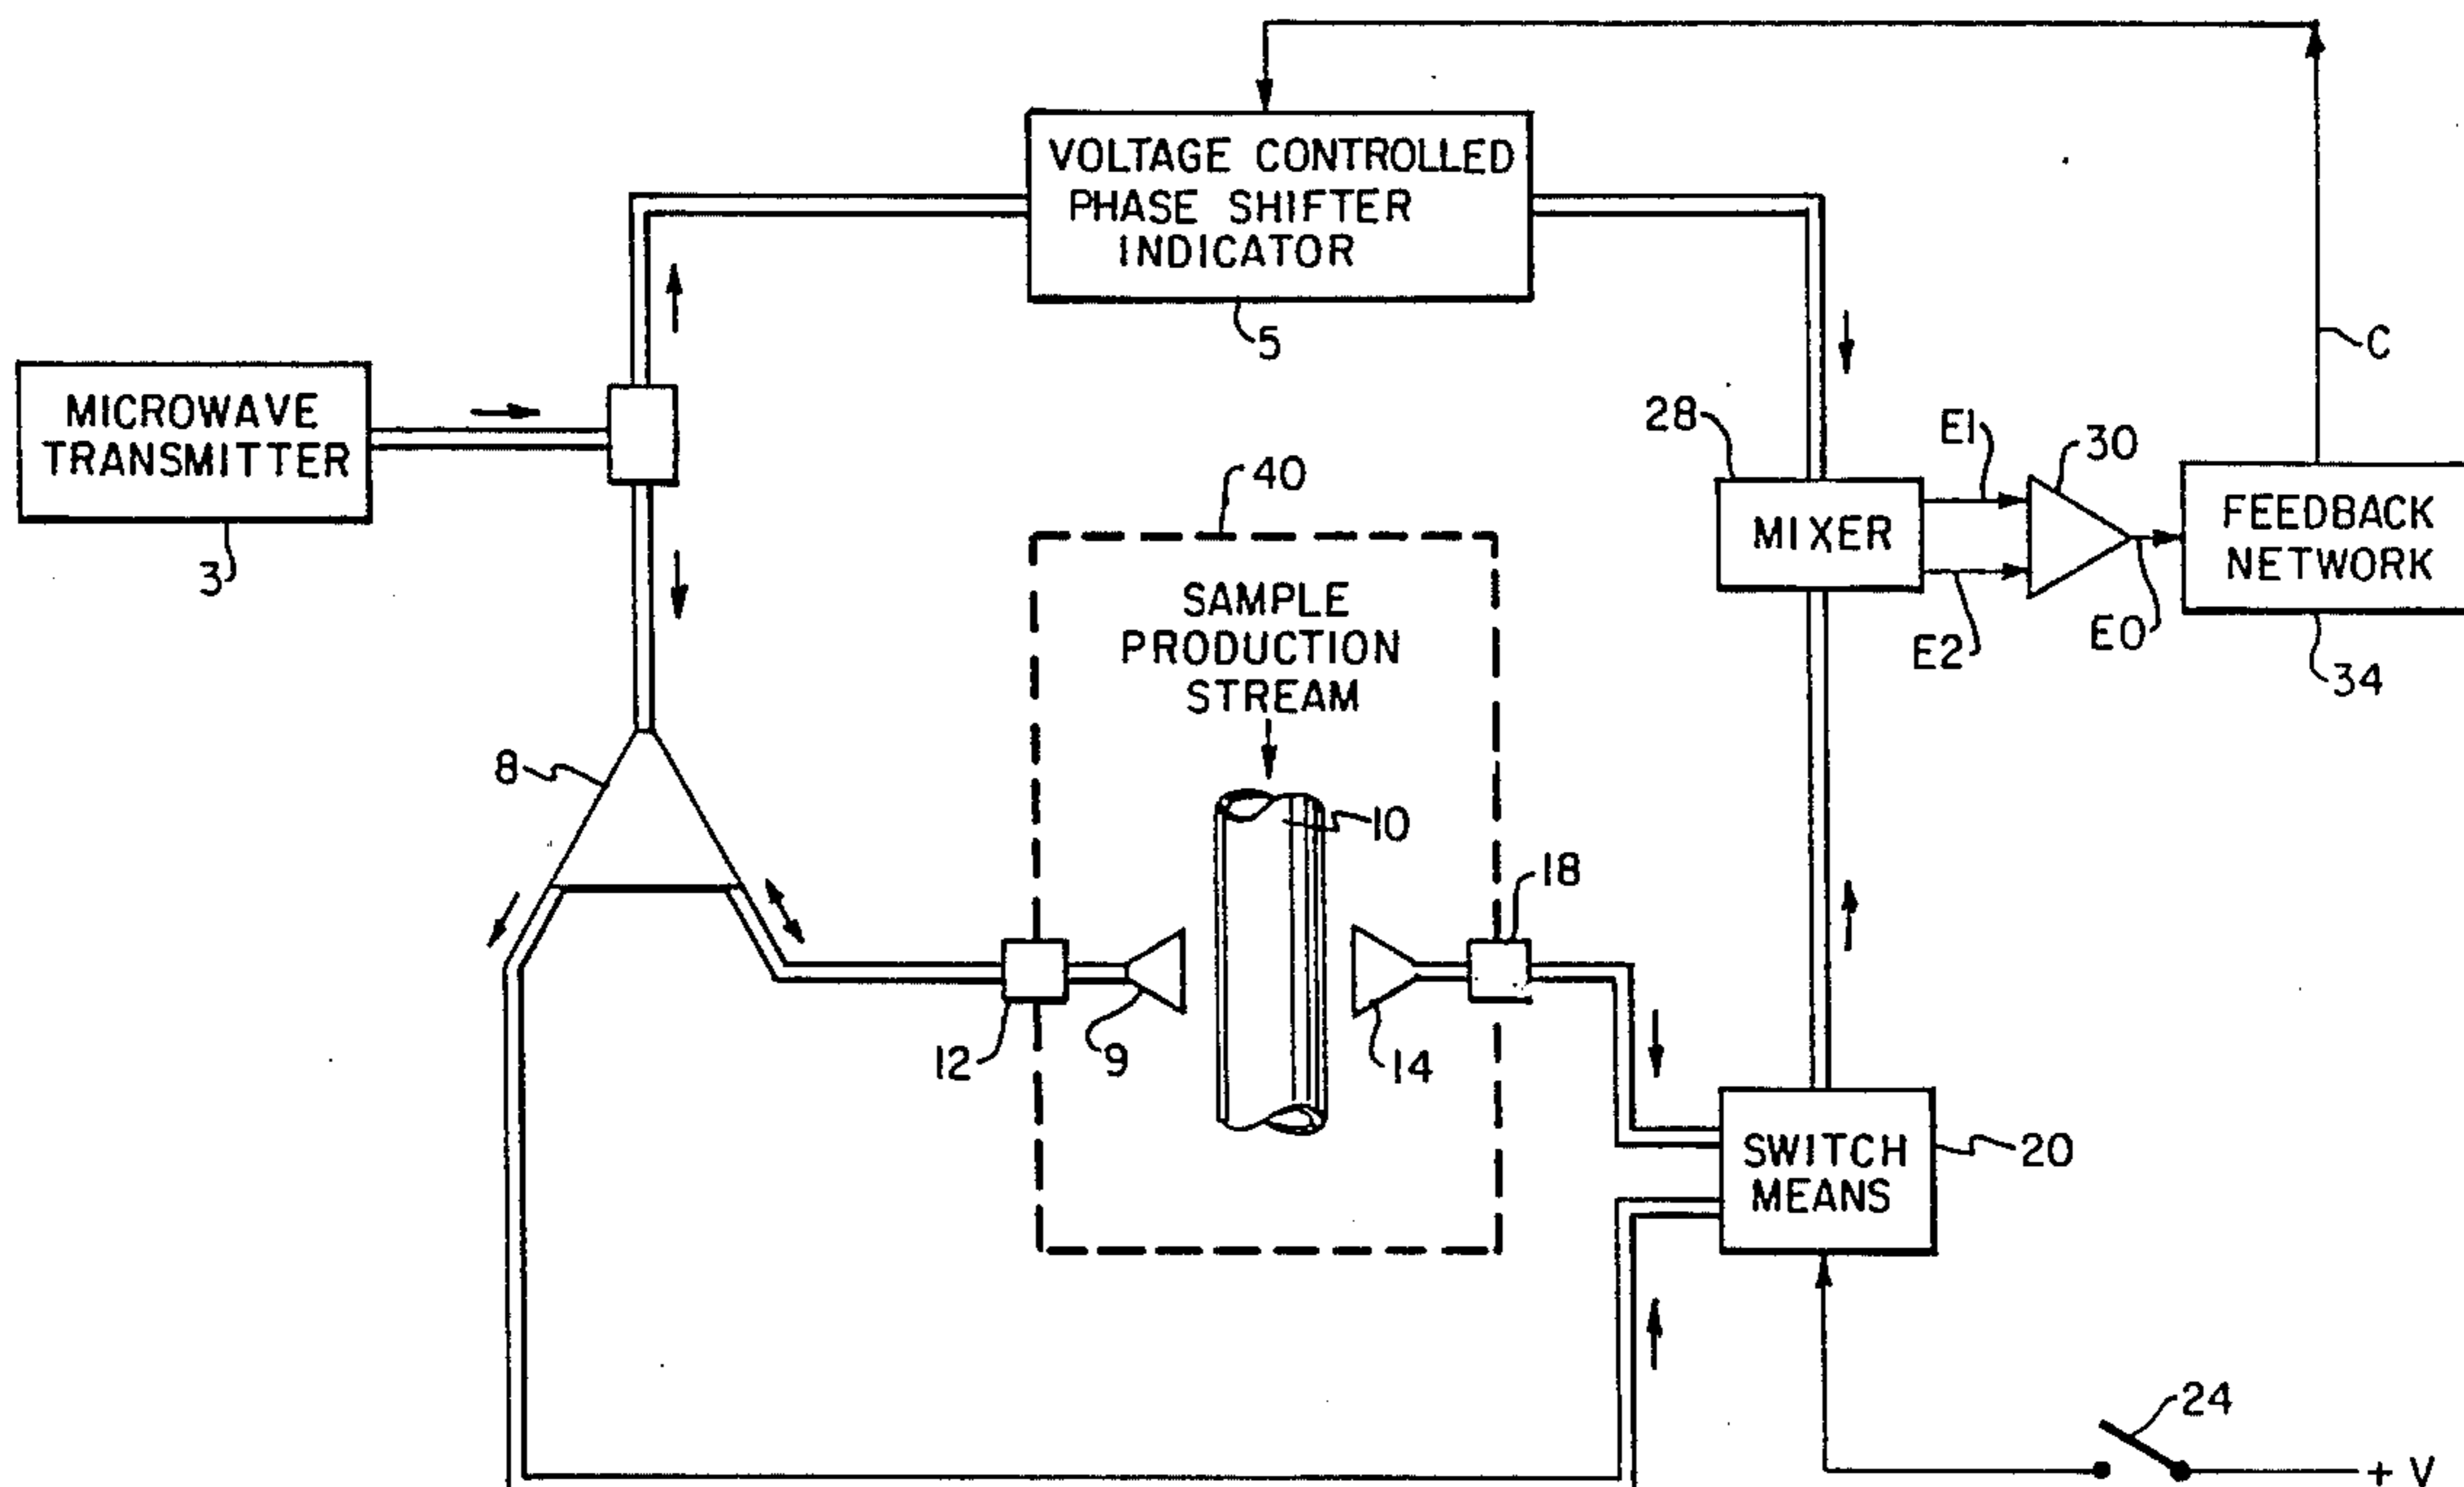 VOLTAGE CONTROLLED
PHASE SHIFTER
INDICATOR
5
C
MICROWAVE
TRANSMITTER
3
28
E1
30
MIXER
FEEDBACK
NETWORK
E2
E0
34
40
SAMPLE
PRODUCTION
STREAM
8
10
18
12
9
14
SWITCH
MEANS
20
24
+ V